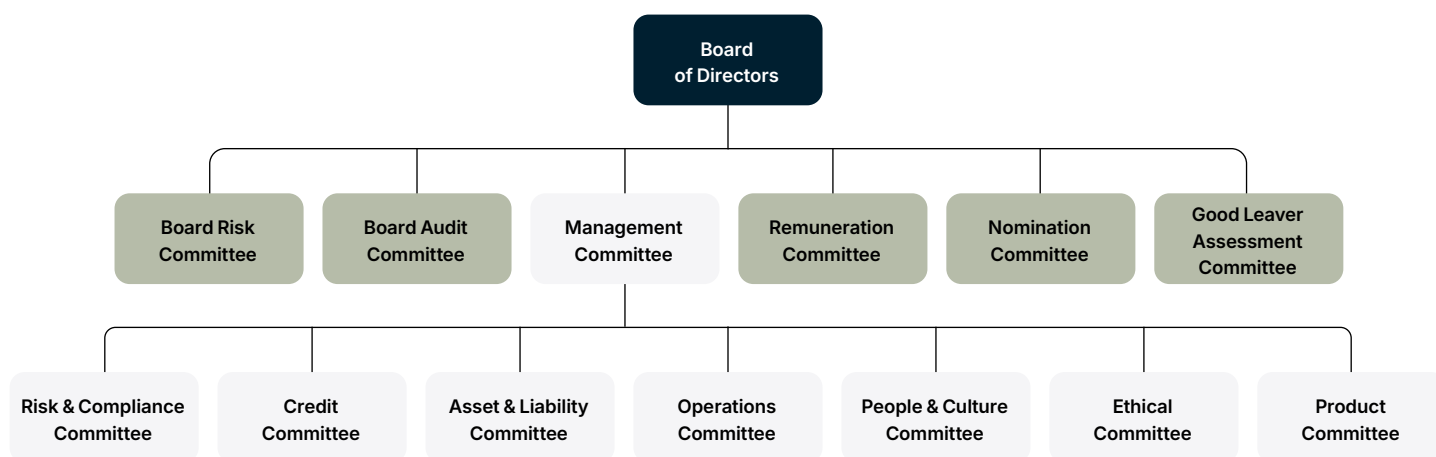 Board
of Directors
Board Risk
Committee
Board Audit
Committee
Management
Committee
Remuneration
Committee
Nomination
Committee
Good Leaver
Assessment
Committee
Risk & Compliance
Committee
Credit
Committee
Asset & Liability
Committee
Operations
Committee
People & Culture
Committee
Ethical
Committee
Product
Committee